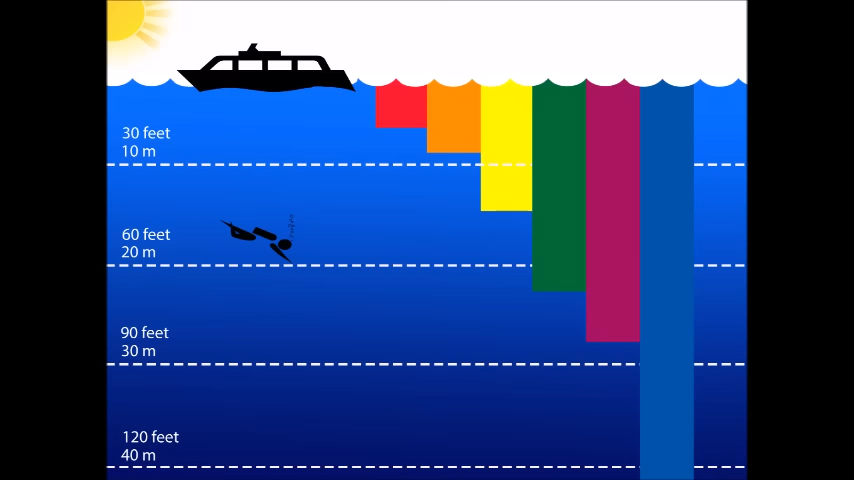 30 feet
10 m
60 feet
20 m
90 feet
30 m
120 feet
40 m